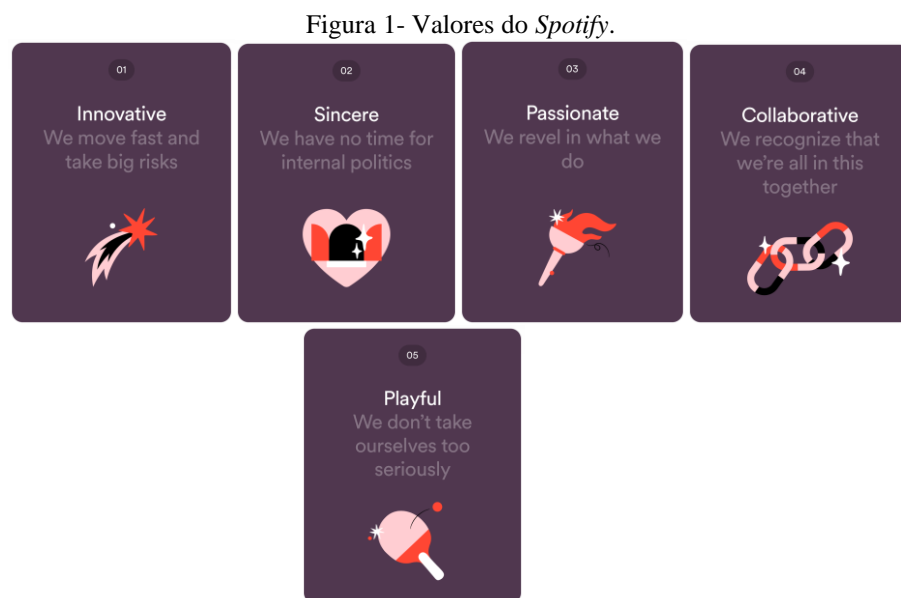 Figura 1- Valores do Spotify.
01
Innovative
We move fast and
take big risks
02
Sincere
We have no time for
internal politics
03
Passionate
We revel in what we
do
04
Collaborative
We recognize that
we're all in this
together
05
Playful
We don't take
ourselves too
seriously